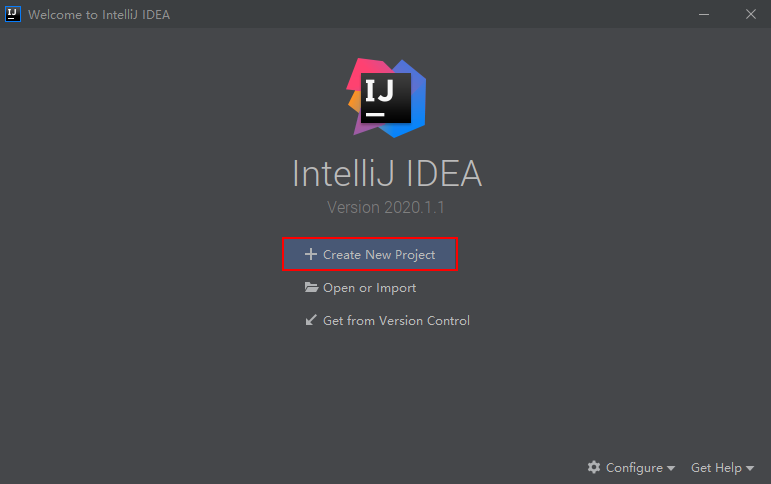 IJ Welcome to IntelliJ IDEA
IJ
IntelliJ IDEA
Version 2020.1.1
Create New Project
Open or Import
Get from Version Control
Configure Get Help